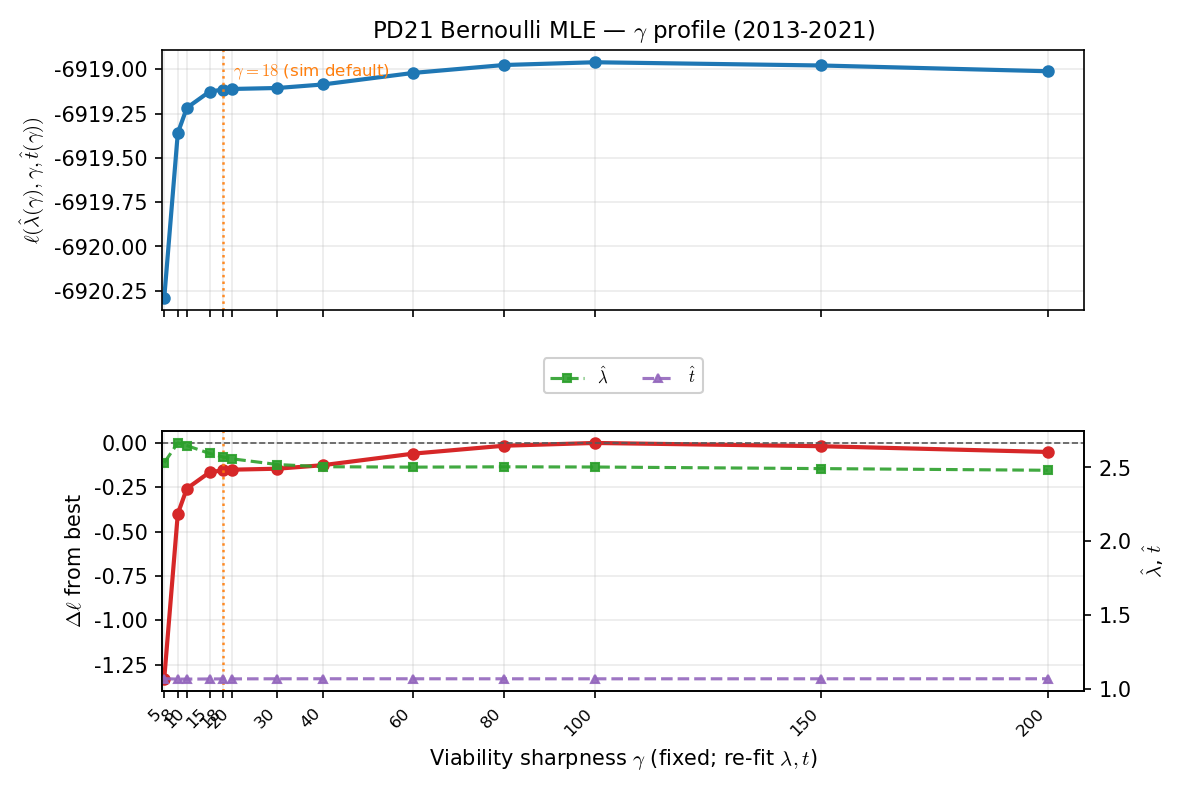 PD21 Bernoulli MLE — γ profile (2013-2021)
ℓ(λ̂(γ), γ, t̂(γ))
-6919.00
-6919.25
-6919.50
-6919.75
-6920.00
-6920.25
γ = 18 (sim default)
λ̂ t̂
Δℓ from best
0.00
-0.25
-0.50
-0.75
-1.00
-1.25
2.5
2.0
1.5
1.0
λ̂, t̂
5 8 10 15 18 20 30 40 60 80 100 150 200
Viability sharpness γ (fixed; re-fit λ, t)